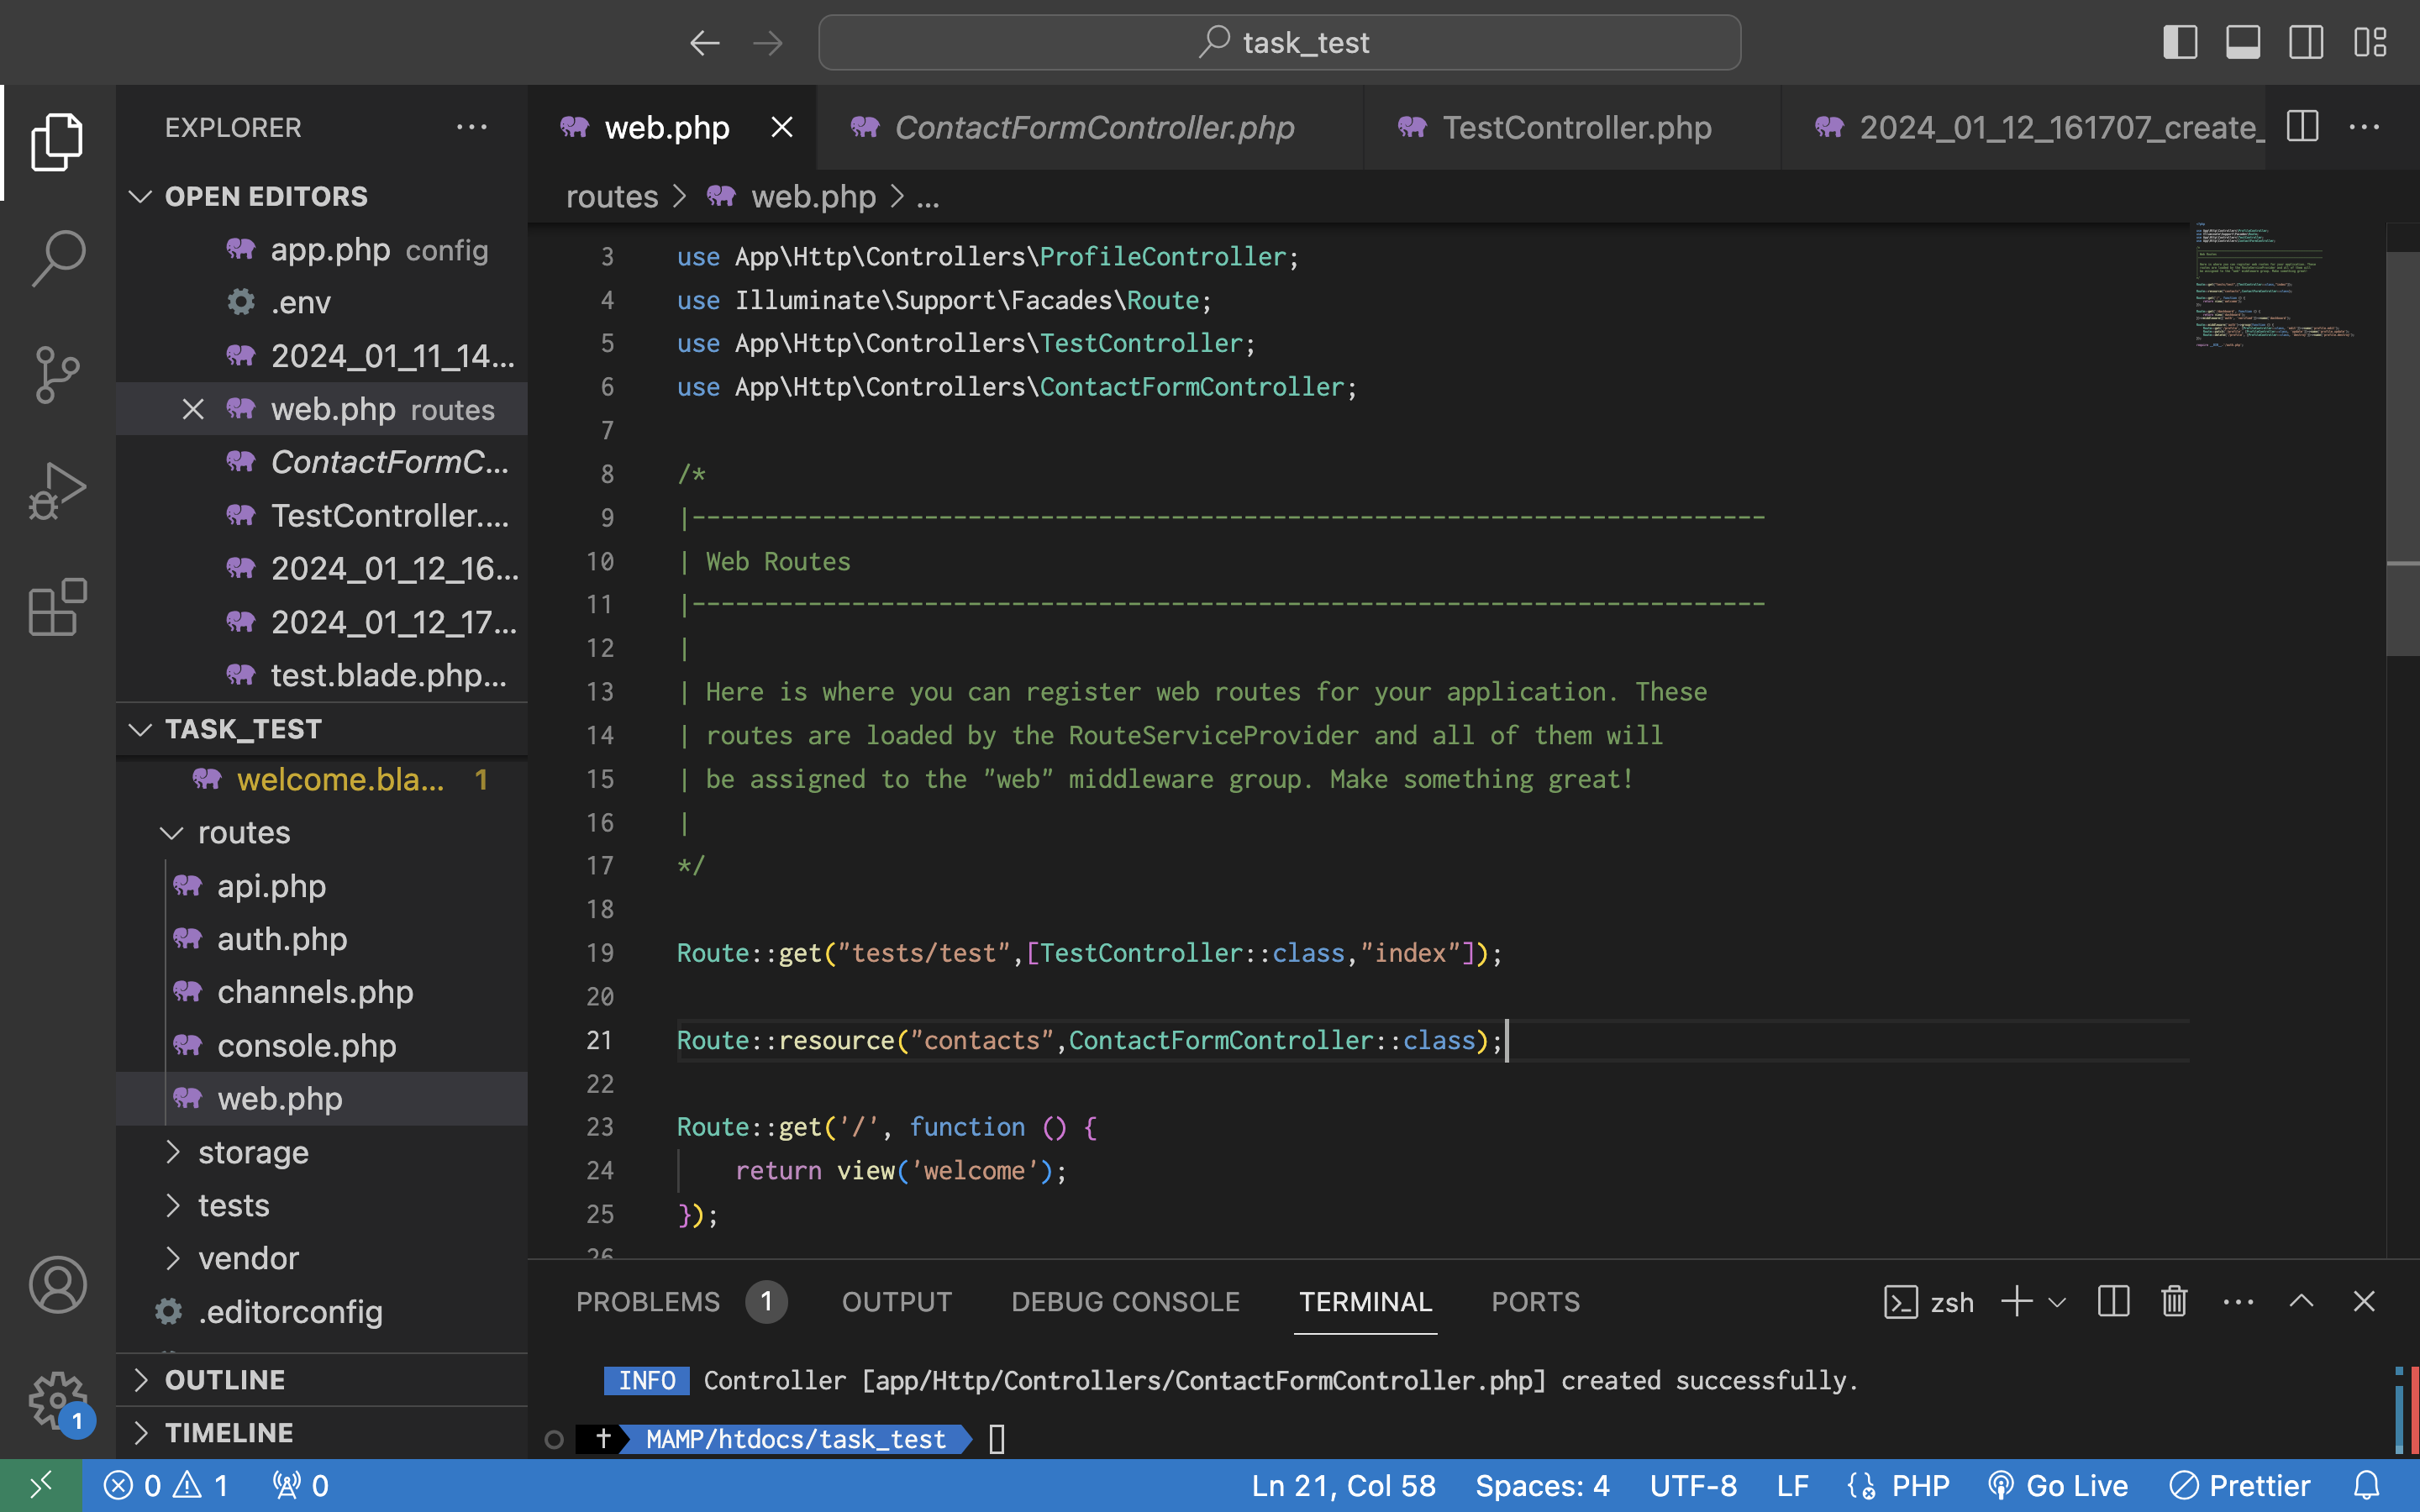 task_test
EXPLORER
OPEN EDITORS
app.php config
.env
2024_01_11_14...
web.php routes
ContactFormC...
TestController....
2024_01_12_16...
2024_01_12_17...
test.blade.php...
TASK_TEST
welcome.bla... 1
routes
api.php
auth.php
channels.php
console.php
web.php
storage
tests
vendor
.editorconfig
OUTLINE
TIMELINE
1
web.php
ContactFormController.php
TestController.php
2024_01_12_161707_create_
routes > web.php > ...
3 use App\Http\Controllers\ProfileController;
4 use Illuminate\Support\Facades\Route;
5 use App\Http\Controllers\TestController;
6 use App\Http\Controllers\ContactFormController;
7
8 /*
9 |--------------------------------------------------------------------------
10 | Web Routes
11 |--------------------------------------------------------------------------
12 |
13 | Here is where you can register web routes for your application. These
14 | routes are loaded by the RouteServiceProvider and all of them will
15 | be assigned to the "web" middleware group. Make something great!
16 |
17 */
18
19 Route::get("tests/test",[TestController::class,"index"]);
20
21 Route::resource("contacts",ContactFormController::class);
22
23 Route::get('/', function () {
24 return view('welcome');
25 });
26
PROBLEMS 1 OUTPUT DEBUG CONSOLE TERMINAL PORTS zsh
INFO Controller [app/Http/Controllers/ContactFormController.php] created successfully.
MAMP/htdocs/task_test
0 1 0 Ln 21, Col 58 Spaces: 4 UTF-8 LF PHP Go Live Prettier